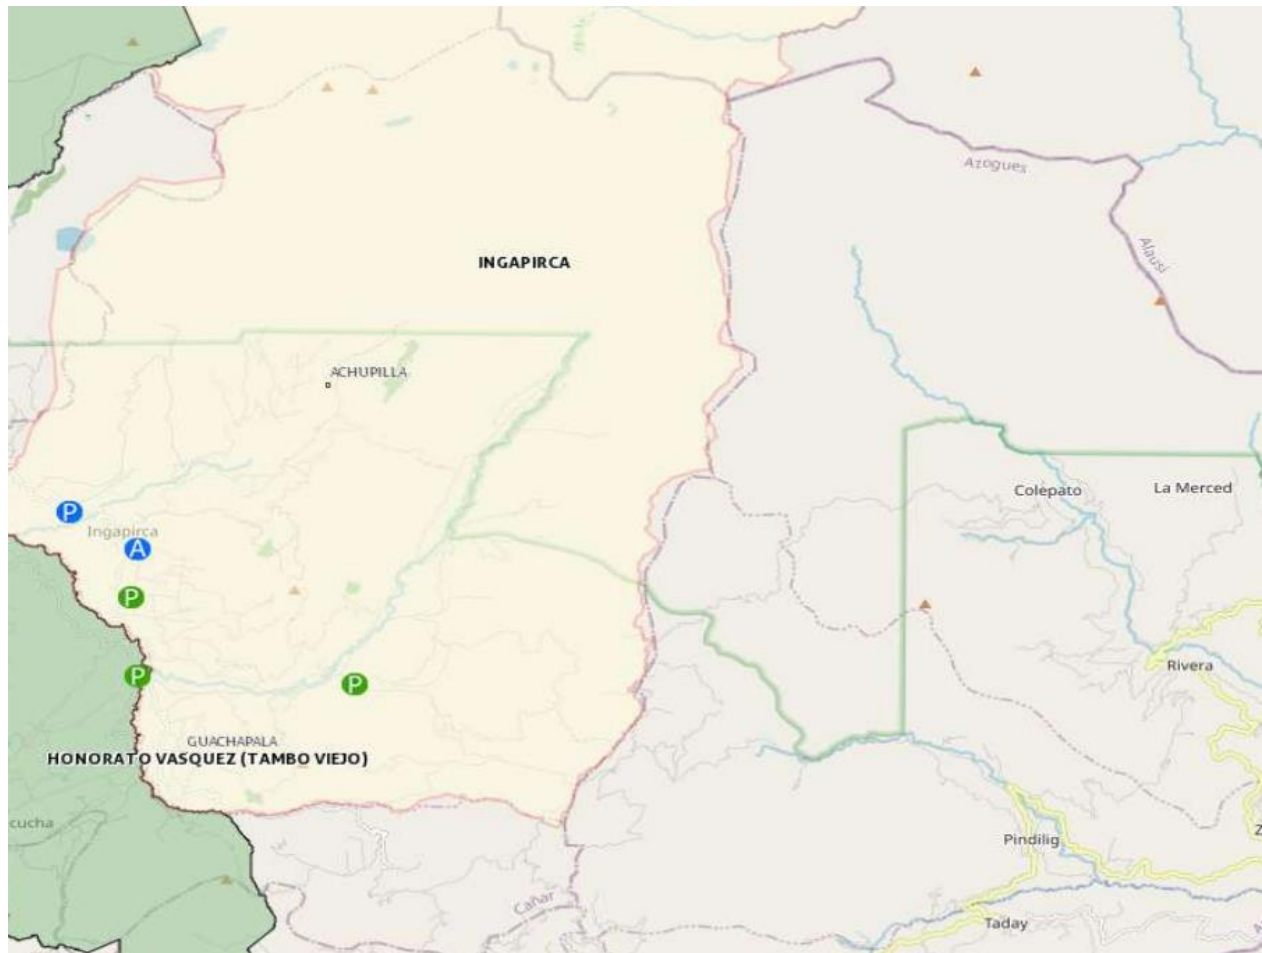 Azogues
Alausí
INGAPIRCA
ACHUPILLA
Colepato
La Merced
P
Ingapirca
A
P
Rivera
P
P
GUACHAPALA
HONORATO VASQUEZ (TAMBO VIEJO)
cucha
Z
Pindilig
Cañar
Taday